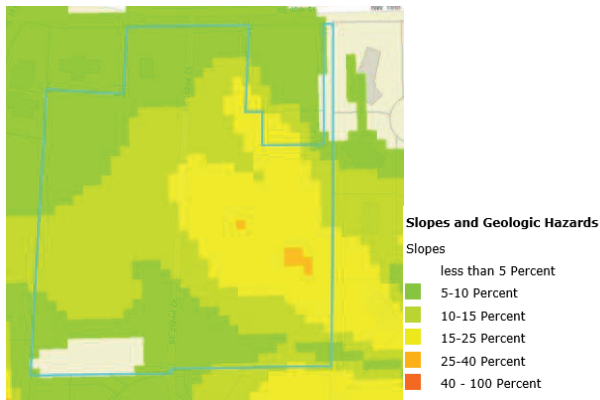 Slopes and Geologic Hazards
Slopes
less than 5 Percent
5-10 Percent
10-15 Percent
15-25 Percent
25-40 Percent
40 - 100 Percent